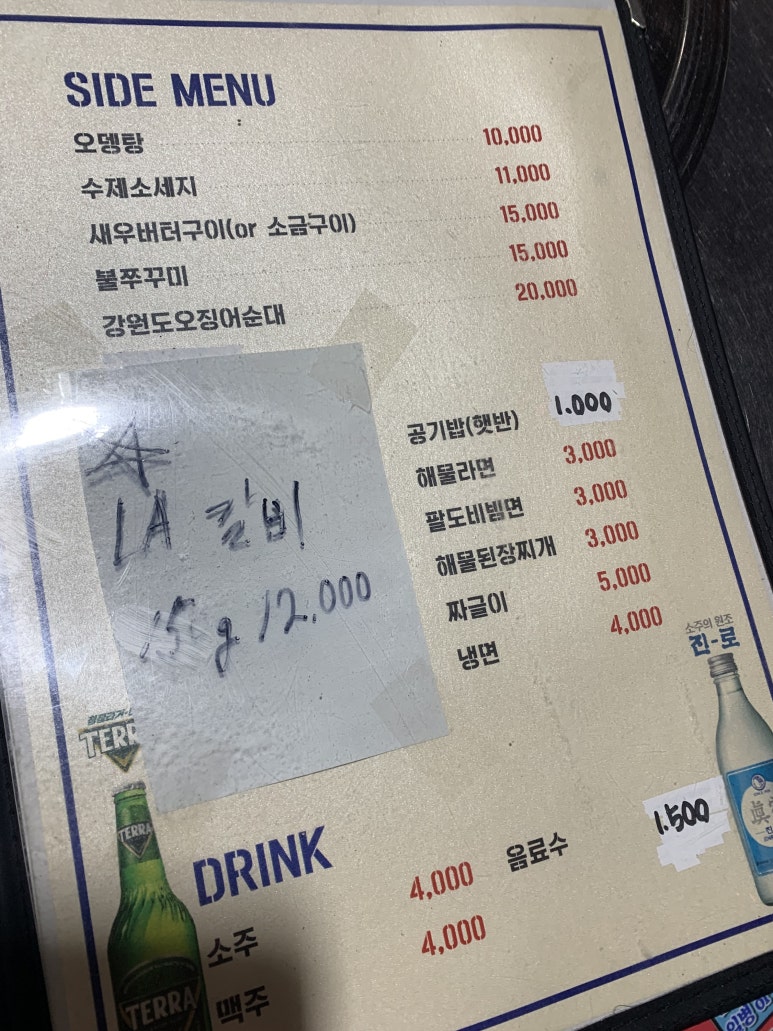 SIDE MENU
오뎅탕 10,000
수제소세지 11,000
새우버터구이(or 소금구이) 15,000
불쭈꾸미 15,000
강원도오징어순대 20,000
LA 갈비
g 12.000
공기밥(햇반) 1.000
해물라면 3,000
팔도비빔면 3,000
해물된장찌개 3,000
짜글이 5,000
냉면 4,000
소주의 원조
진-로
TERRA
TERRA
DRINK
소주 4,000
맥주 4,000
음료수 1.500